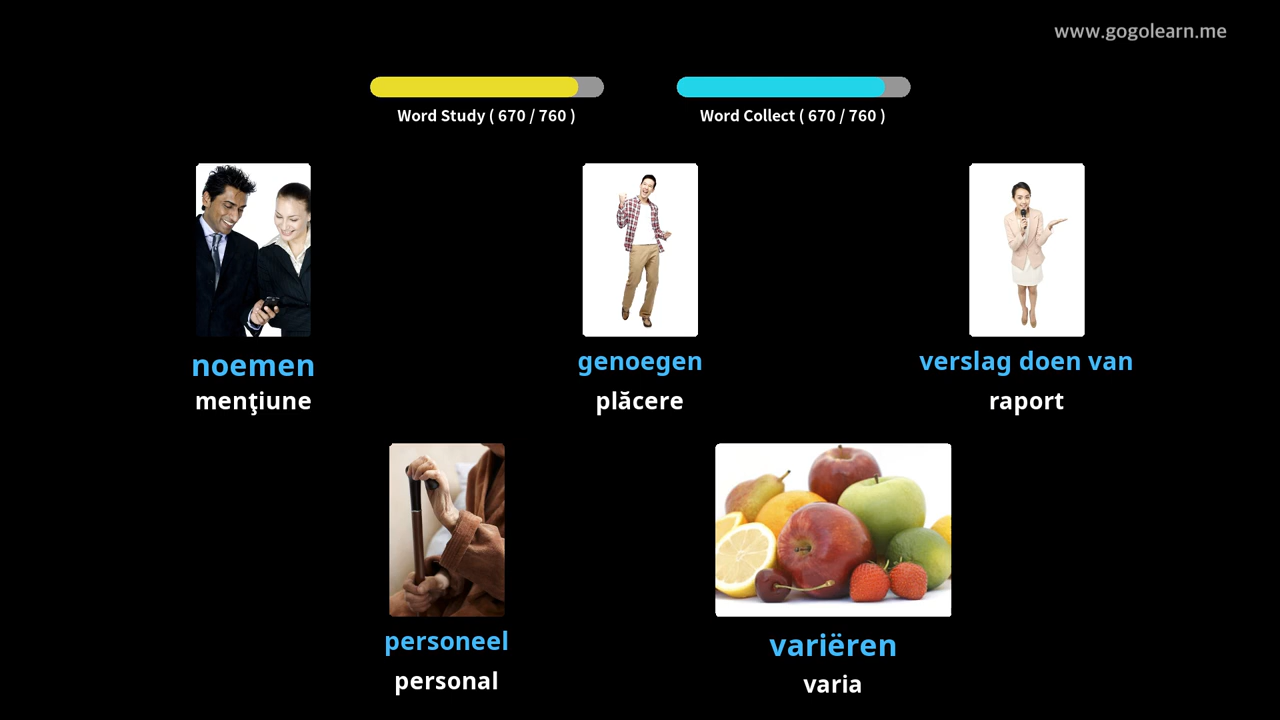 www.gogolearn.me
Word Study ( 670 / 760 )
Word Collect ( 670 / 760 )
noemen
menţiune
genoegen
plăcere
verslag doen van
raport
personeel
personal
variëren
varia